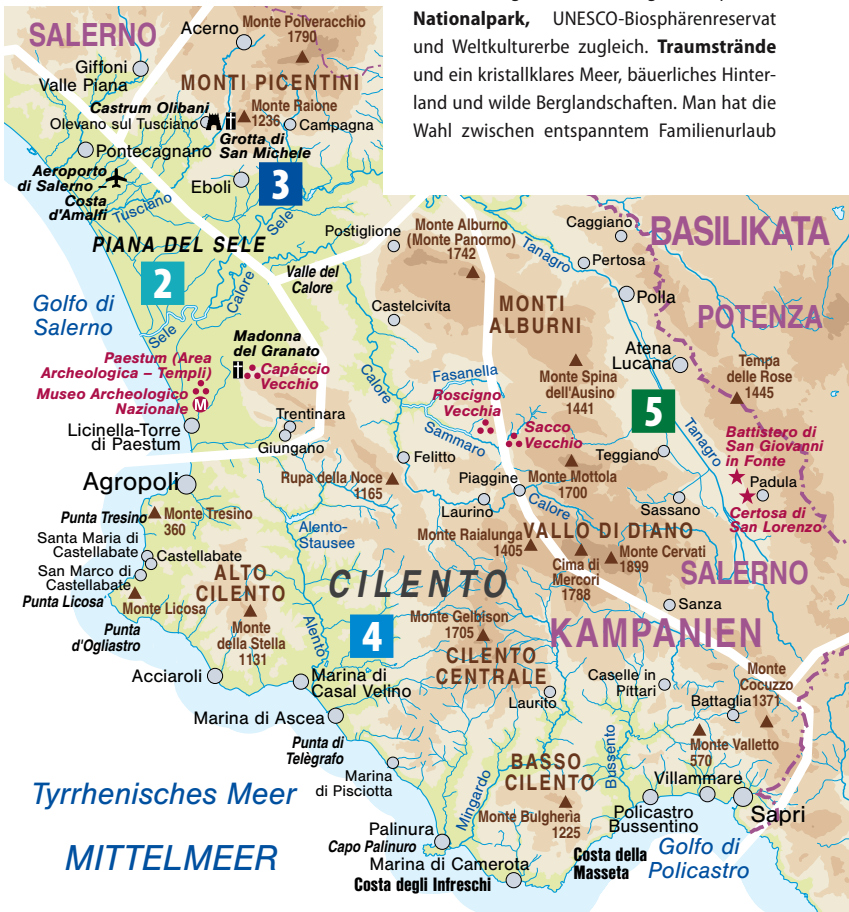 Nationalpark, UNESCO-Biosphärenreservat
und Weltkulturerbe zugleich. Traumstrände
und ein kristallklares Meer, bäuerliches Hinter-
land und wilde Berglandschaften. Man hat die
Wahl zwischen entspanntem Familienurlaub
SALERNO
Acerno
Monte Polveracchio
1790
Giffoni
Valle Piana
MONTI PICENTINI
Castrum Olibani
Olevano sul Tusciano
Monte Raione
1236
Campagna
Grotta di
San Michele
Pontecagnano
Aeroporto
di Salerno –
Costa
d'Amalfi
Eboli
3
Tusciano
Sele
PIANA DEL SELE
2
Calore
Sele
Golfo di
Salerno
Postiglione
Valle del
Calore
Monte Alburno
(Monte Panormo)
1742
Tanagro
Caggiano
Pertosa
BASILIKATA
Polla
POTENZA
Castelcivita
MONTI
ALBURNI
Madonna
del Granato
Capáccio
Vecchio
Paestum (Area
Archeologica – Templi)
Museo Archeologico
Nazionale
M
Licinella-Torre
di Paestum
Trentinara
Giungano
Calore
Fasanella
Roscigno
Vecchia
Sammaro
Sacco
Vecchio
Monte Spina
dell'Ausino
1441
Atena
Lucana
5
Tempa
delle Rose
1445
Tanagro
Battistero di
San Giovanni
in Fonte
Padula
Certosa di
San Lorenzo
Teggiano
Sassano
Felitto
Rupa della Noce
1165
Piaggine
Laurino
Calore
Monte Mottola
1700
Agropoli
Punta Tresino
Monte Tresino
360
Santa Maria di
Castellabate
Castellabate
San Marco di
Castellabate
Punta Licosa
Monte Licosa
Punta
d'Ogliastro
ALTO
CILENTO
Monte
della Stella
1131
Alento-
Stausee
Alento
CILENTO
4
Monte Raialunga
1405
VALLO DI DIANO
Cima di
Mercori
1788
Monte Cervati
1899
SALERNO
Sanza
KAMPANIEN
Monte Gelbison
1705
CILENTO
CENTRALE
Acciaroli
Marina di
Casal Velino
Marina di Ascea
Punta di
Telègrafo
Marina
di Pisciotta
Laurito
Caselle in
Pittari
Monte
Cocuzzo
1371
Battaglia
Monte Valletto
570
Bussento
BASSO
CILENTO
Mingardo
Monte Bulgheria
1225
Villammare
Policastro
Bussentino
Sapri
Tyrrhenisches Meer
MITTELMEER
Palinura
Capo Palinuro
Marina di Camerota
Costa degli Infreschi
Costa della
Masseta
Golfo di
Policastro